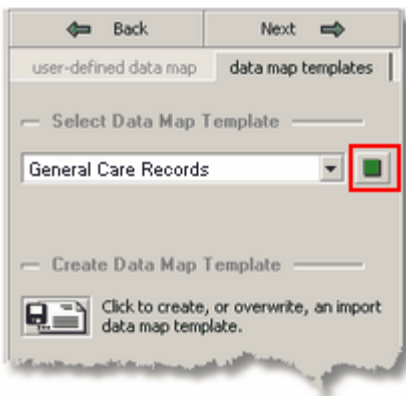 Back Next
user-defined data map data map templates
Select Data Map Template
General Care Records
Create Data Map Template
Click to create, or overwrite, an import
data map template.